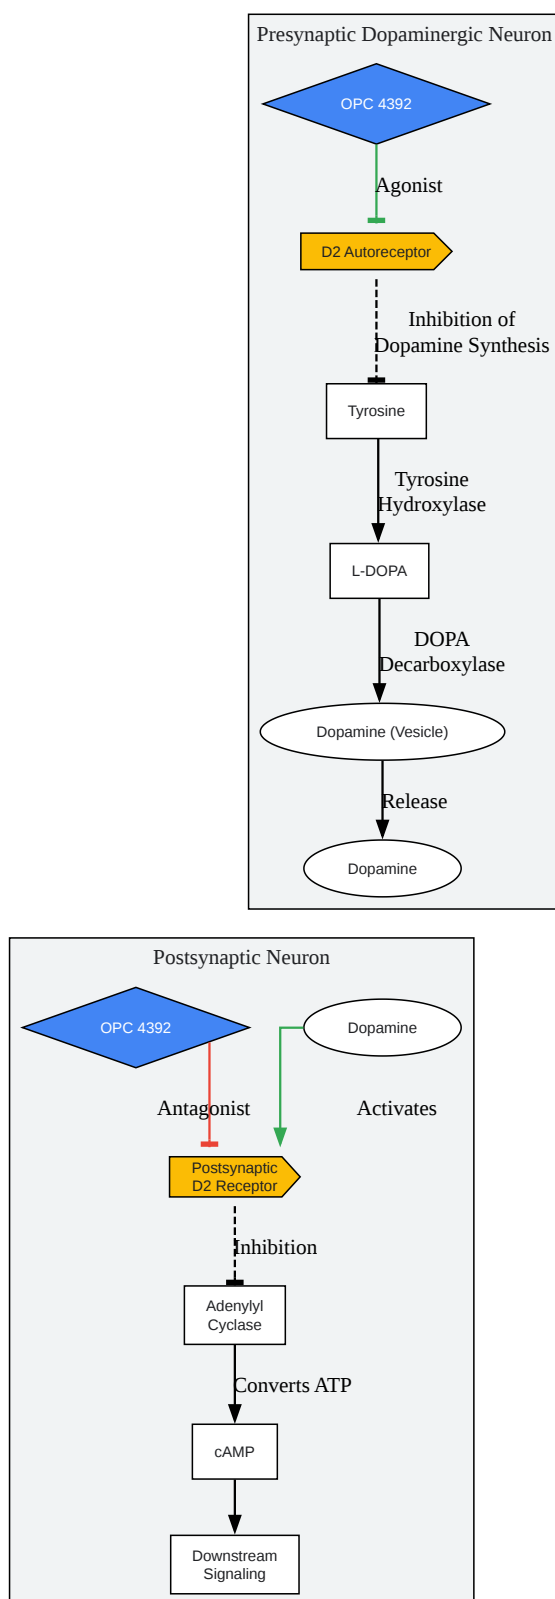 Presynaptic Dopaminergic Neuron
OPC 4392
Agonist
D2 Autoreceptor
Inhibition of
Dopamine Synthesis
Tyrosine
Tyrosine
Hydroxylase
L-DOPA
DOPA
Decarboxylase
Dopamine (Vesicle)
Release
Dopamine
Postsynaptic Neuron
OPC 4392
Dopamine
Antagonist
Activates
Postsynaptic
D2 Receptor
Inhibition
Adenylyl
Cyclase
Converts ATP
cAMP
Downstream
Signaling